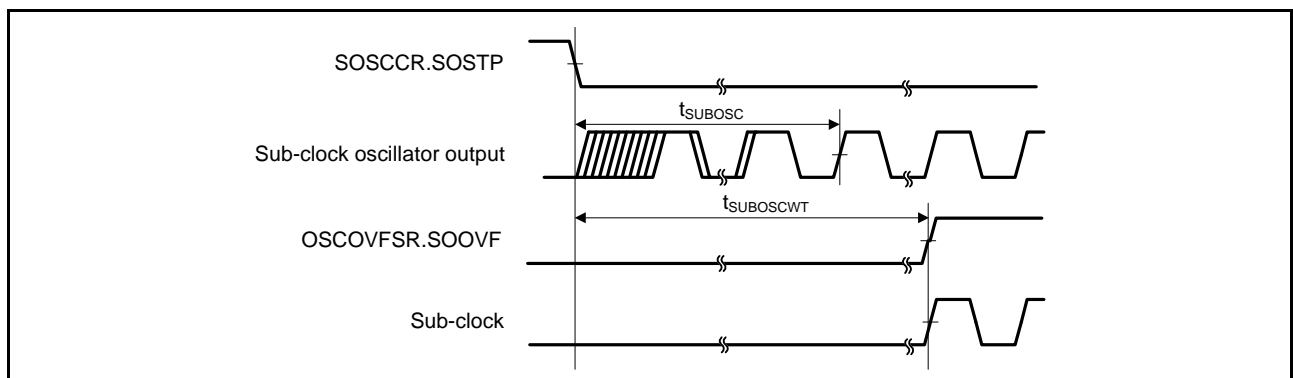 SOSCCR.SOSTP
tSUBOSC
Sub-clock oscillator output
tSUBOSCWT
OSCOVFSR.SOOVF
Sub-clock